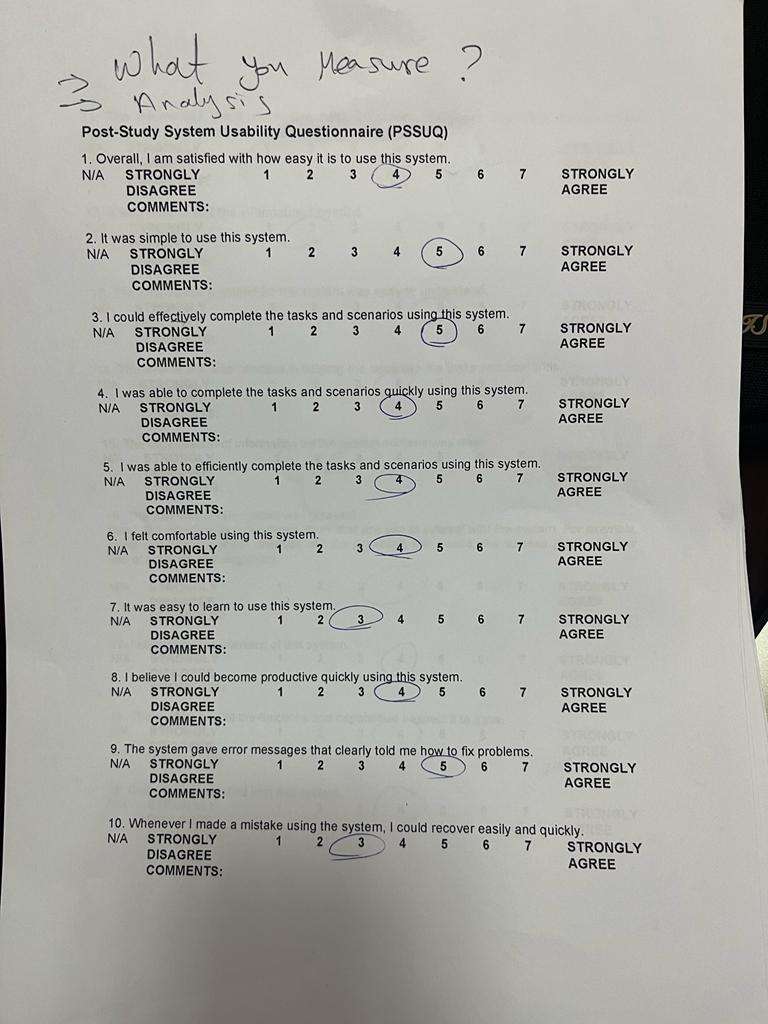 What you Measure ?
Analysis
Post-Study System Usability Questionnaire (PSSUQ)
1. Overall, I am satisfied with how easy it is to use this system.
N/A STRONGLY 1 2 3 4 5 6 7 STRONGLY
DISAGREE AGREE
COMMENTS:
2. It was simple to use this system.
N/A STRONGLY 1 2 3 4 5 6 7 STRONGLY
DISAGREE AGREE
COMMENTS:
3. I could effectively complete the tasks and scenarios using this system.
N/A STRONGLY 1 2 3 4 5 6 7 STRONGLY
DISAGREE AGREE
COMMENTS:
4. I was able to complete the tasks and scenarios quickly using this system.
N/A STRONGLY 1 2 3 4 5 6 7 STRONGLY
DISAGREE AGREE
COMMENTS:
5. I was able to efficiently complete the tasks and scenarios using this system.
N/A STRONGLY 1 2 3 4 5 6 7 STRONGLY
DISAGREE AGREE
COMMENTS:
6. I felt comfortable using this system.
N/A STRONGLY 1 2 3 4 5 6 7 STRONGLY
DISAGREE AGREE
COMMENTS:
7. It was easy to learn to use this system.
N/A STRONGLY 1 2 3 4 5 6 7 STRONGLY
DISAGREE AGREE
COMMENTS:
8. I believe I could become productive quickly using this system.
N/A STRONGLY 1 2 3 4 5 6 7 STRONGLY
DISAGREE AGREE
COMMENTS:
9. The system gave error messages that clearly told me how to fix problems.
N/A STRONGLY 1 2 3 4 5 6 7 STRONGLY
DISAGREE AGREE
COMMENTS:
10. Whenever I made a mistake using the system, I could recover easily and quickly.
N/A STRONGLY 1 2 3 4 5 6 7 STRONGLY
DISAGREE AGREE
COMMENTS: